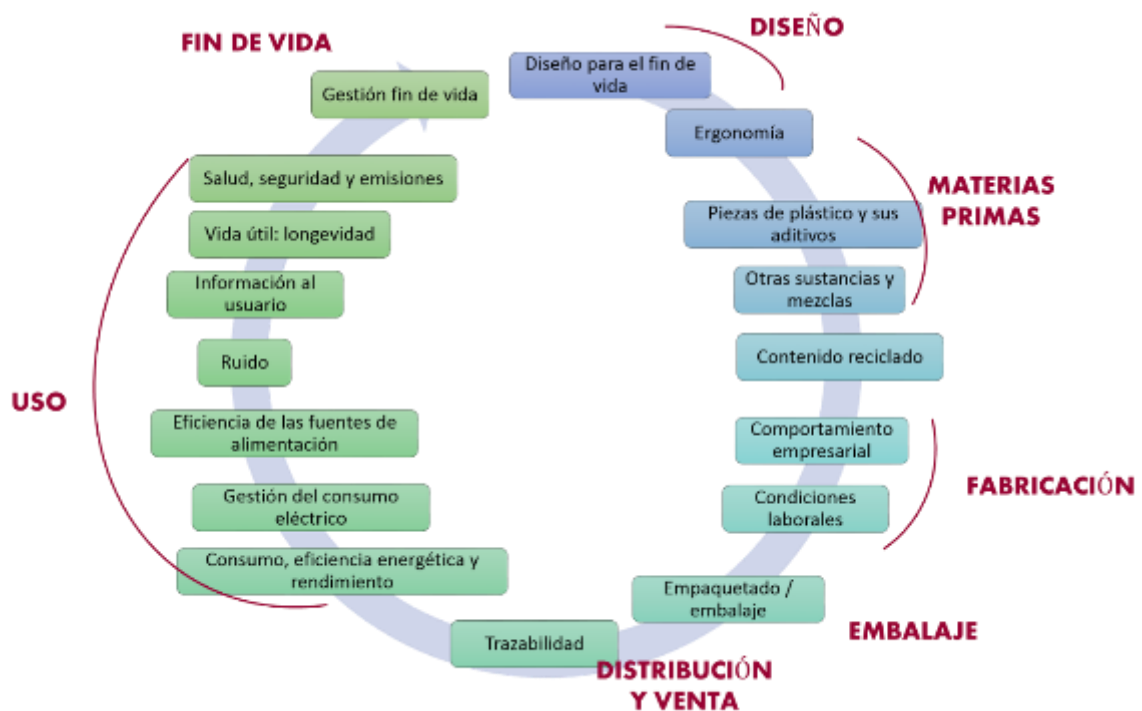 DISEÑO
Diseño para el fin de
vida
Ergonomía
MATERIAS
PRIMAS
Piezas de plástico y sus
aditivos
Otras sustancias y
mezclas
Contenido reciclado
FABRICACIÓN
Comportamiento
empresarial
Condiciones
laborales
EMBALAJE
Empaquetado /
embalaje
DISTRIBUCIÓN
Y VENTA
Trazabilidad
USO
Consumo, eficiencia energética y
rendimiento
Gestión del consumo
eléctrico
Eficiencia de las fuentes de
alimentación
Ruido
Información al
usuario
Vida útil: longevidad
Salud, seguridad y emisiones
FIN DE VIDA
Gestión fin de vida